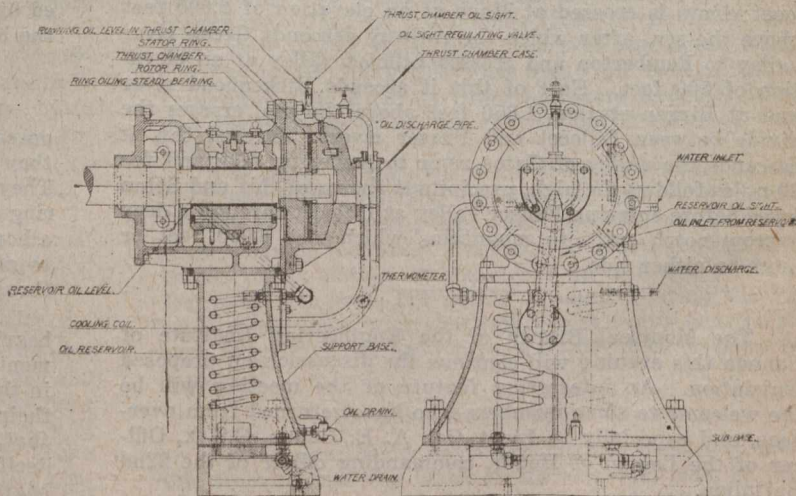 RUNNING OIL LEVEL IN THRUST CHAMBER.
STATOR RING.
THRUST CHAMBER.
ROTOR RING.
RING OILING STEADY BEARING.
THRUST CHAMBER OIL SIGHT.
OIL SIGHT REGULATING VALVE.
THRUST CHAMBER CASE.
OIL DISCHARGE PIPE.
WATER INLET.
RESERVOIR OIL SIGHT.
OIL INLET FROM RESERVOIR
WATER DISCHARGE.
THERMOMETER.
RESERVOIR OIL LEVEL.
COOLING COIL.
OIL RESERVOIR.
SUPPORT BASE.
OIL DRAIN.
WATER DRAIN.
SUB-BASE.